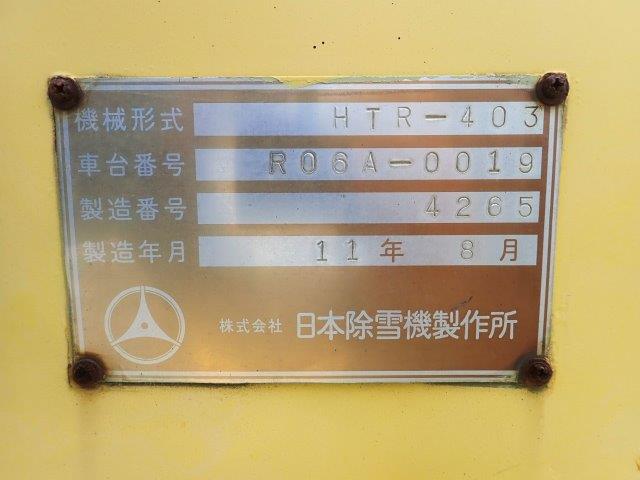 機械形式 HTR-403
車台番号 R06A-0019
製造番号 4265
製造年月 11年 8月
株式会社 日本除雪機製作所